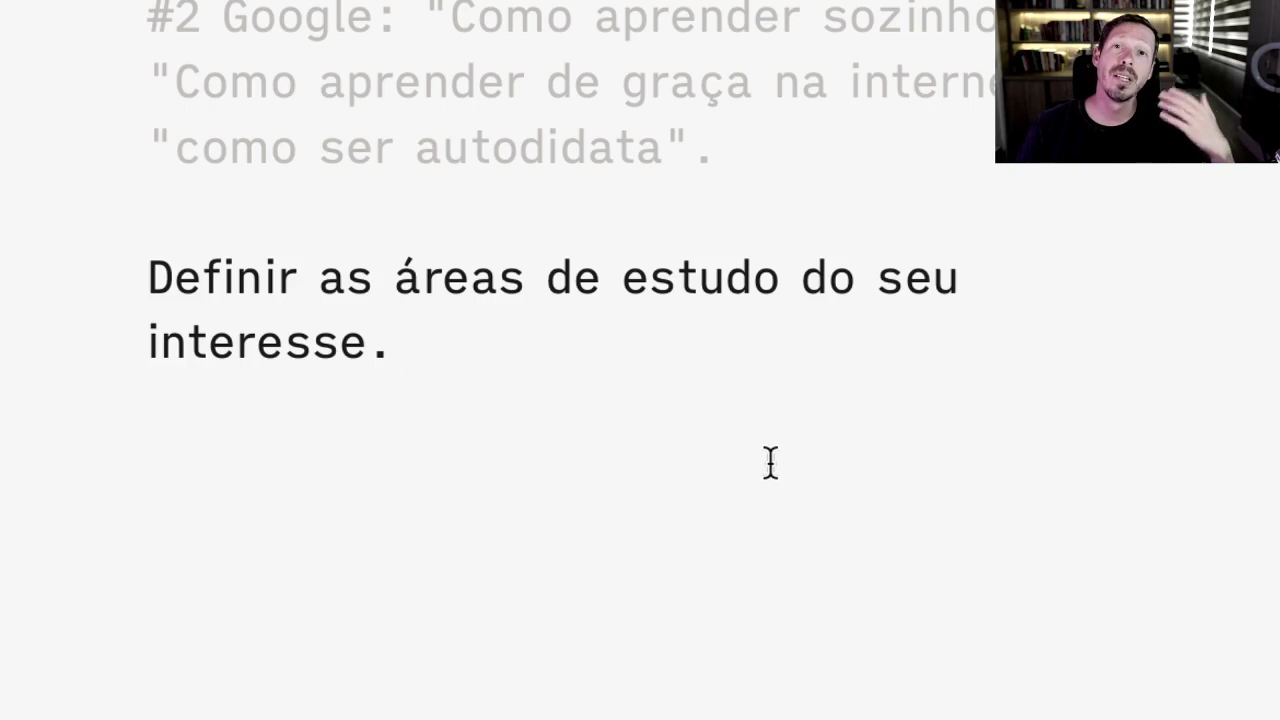 #2 Google: "Como aprender sozinho
"Como aprender de graça na interne
"como ser autodidata".
Definir as áreas de estudo do seu
interesse.